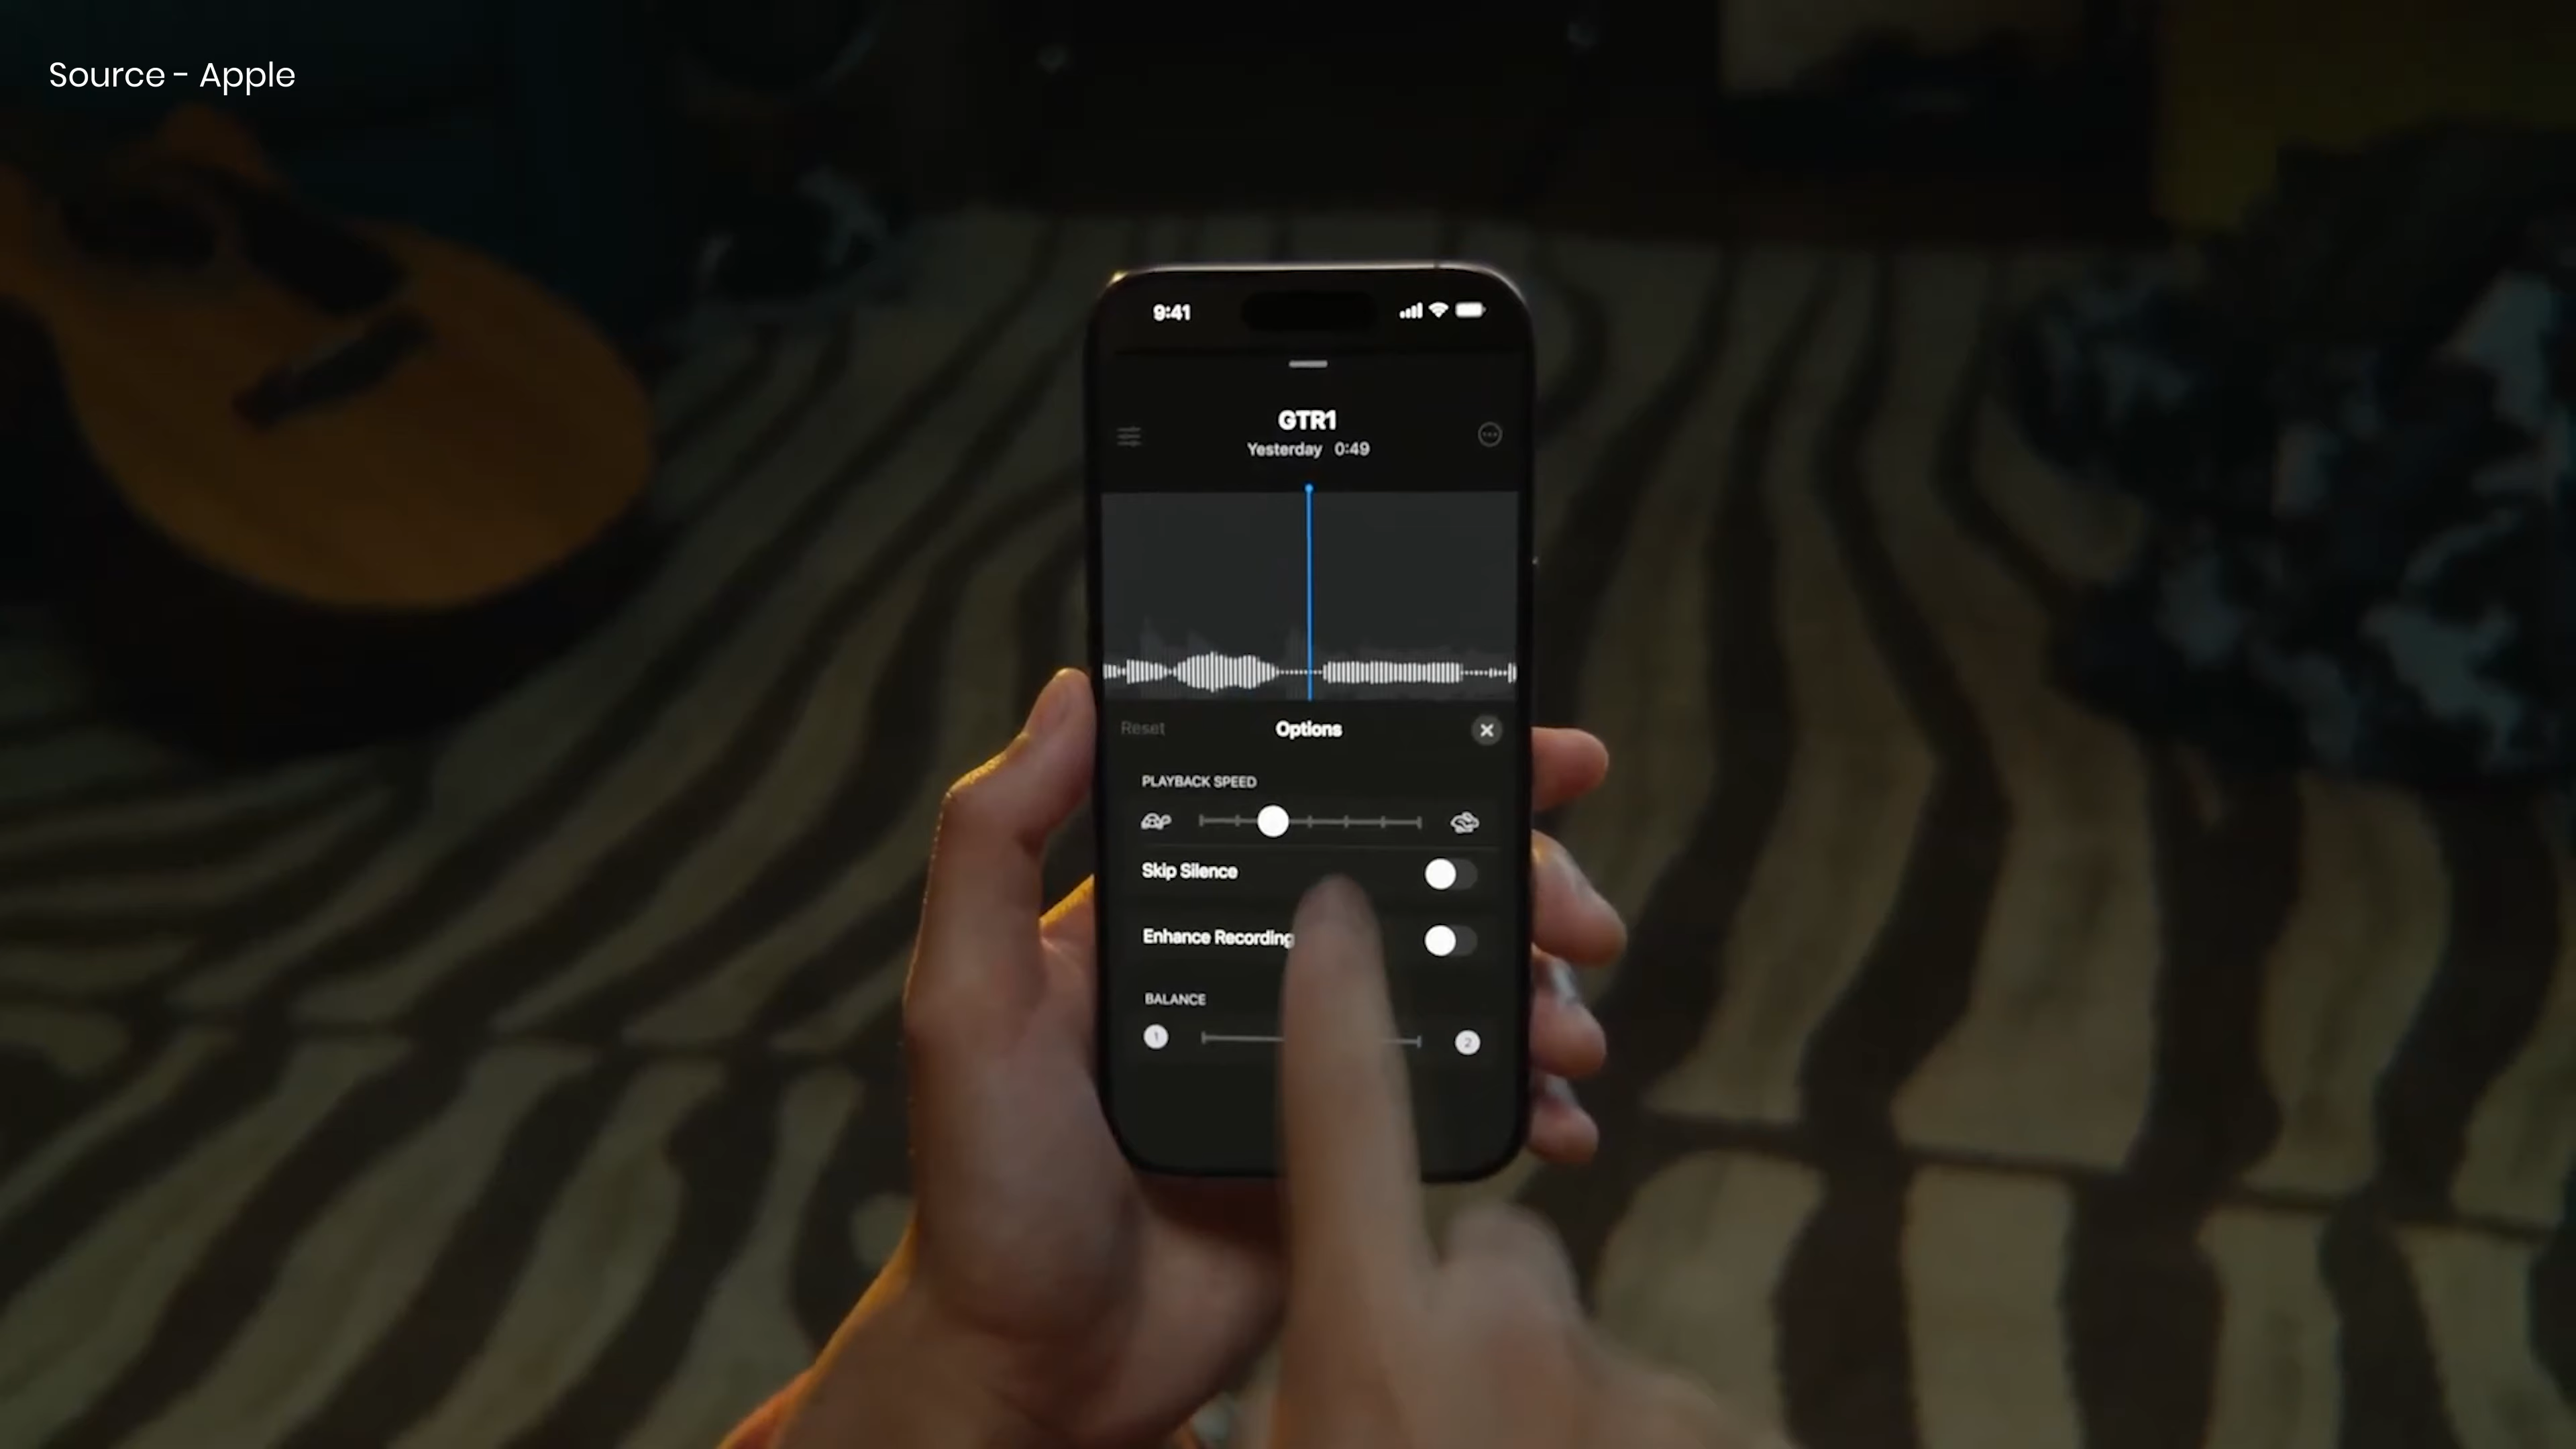 Source - Apple
9:41
GTR1
Yesterday 0:49
Reset
Options
PLAYBACK SPEED
Skip Silence
Enhance Recording
BALANCE
1
2